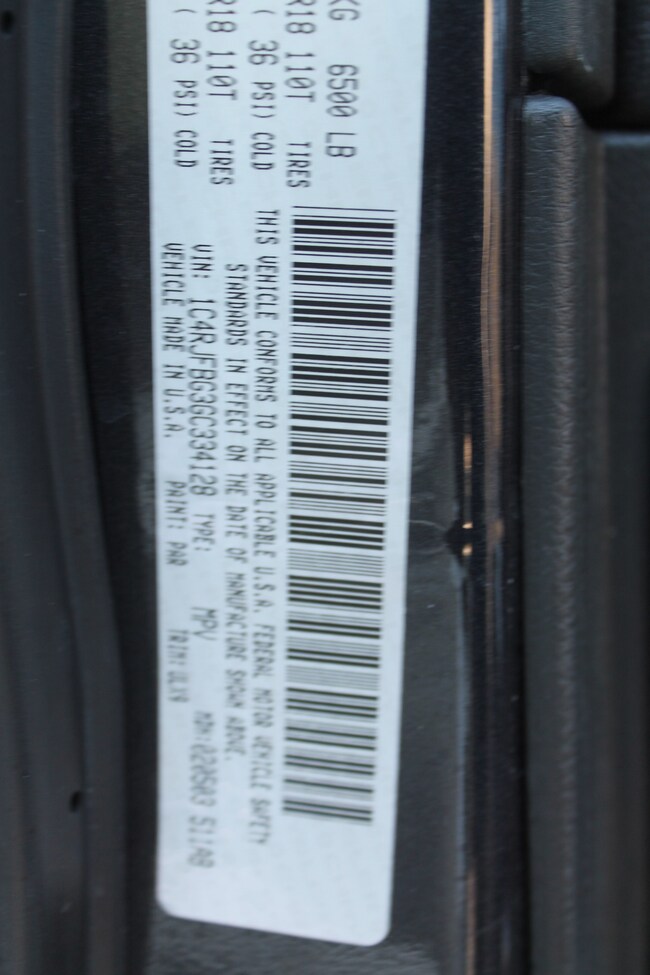 KG 6500 LB
R18 110T TIRES
( 36 PSI) COLD
R18 110T TIRES
( 36 PSI) COLD
THIS VEHICLE CONFORMS TO ALL APPLICABLE U.S.A. FEDERAL MOTOR VEHICLE SAFETY
STANDARDS IN EFFECT ON THE DATE OF MANUFACTURE SHOWN ABOVE.
VIN: 1C4RJFBG3GC334128 TYPE: MPV
VEHICLE MADE IN U.S.A. PAINT: PAR TRIM: